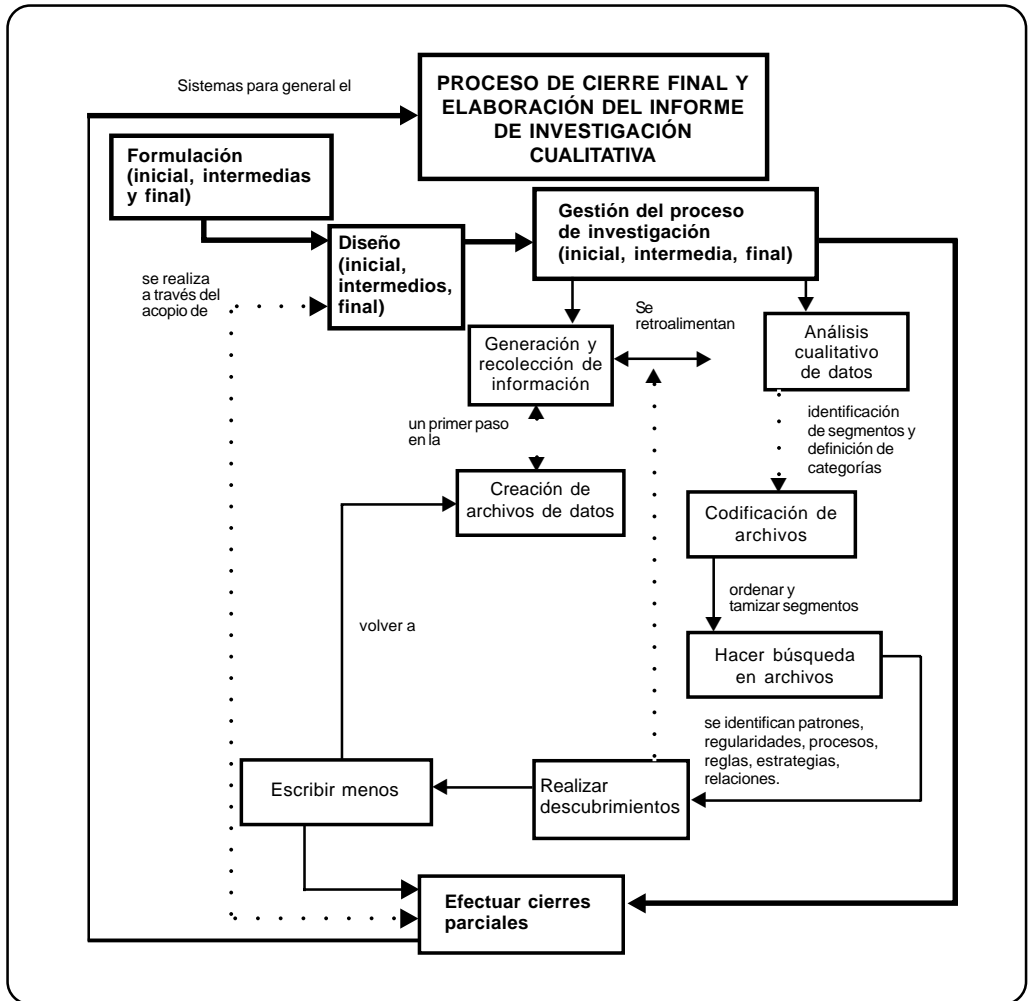 Sistemas para general el
PROCESO DE CIERRE FINAL Y
ELABORACIÓN DEL INFORME
DE INVESTIGACIÓN
CUALITATIVA
Formulación
(inicial, intermedias
y final)
Diseño
(inicial,
intermedios,
final)
Gestión del proceso
de investigación
(inicial, intermedia, final)
se realiza
a través del
acopio de
Generación y
recolección de
información
Se
retroalimentan
Análisis
cualitativo
de datos
un primer paso
en la
identificación
de segmentos y
definición de
categorías
Creación de
archivos de datos
Codificación de
archivos
ordenar y
tamizar segmentos
volver a
Hacer búsqueda
en archivos
se identifican patrones,
regularidades, procesos,
reglas, estrategias,
relaciones.
Escribir menos
Realizar
descubrimientos
Efectuar cierres
parciales